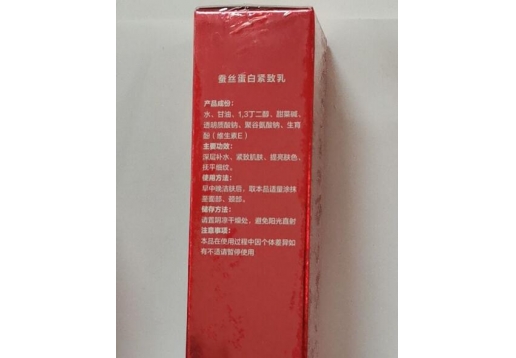 蚕丝蛋白紧致乳
产品成份：
水、甘油、1,3丁二醇、甜菜碱、
透明质酸钠、聚谷氨酸钠、生育
酚（维生素E）
主要功效：
深层补水、紧致肌肤、提亮肤色、
抚平细纹。
使用方法：
早中晚洁肤后，取本品适量涂抹
至面部、颈部。
储存方法：
请置阴凉干燥处，避免阳光直射
注意事项：
本品在使用过程中因个体差异如
有不适请暂停使用